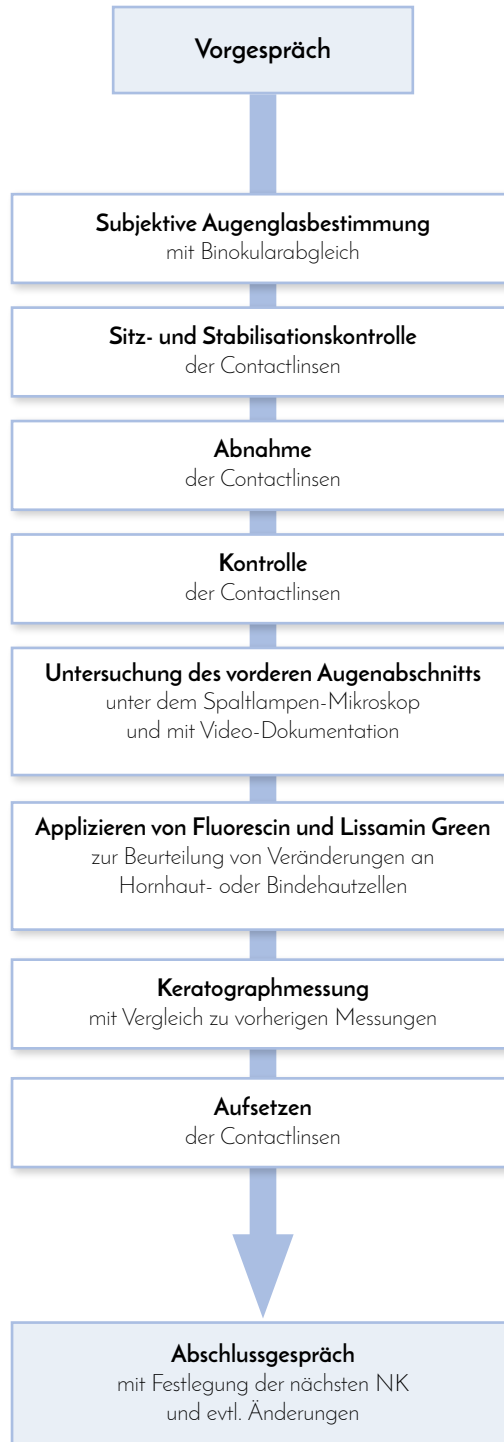 Vorgespräch
Subjektive Augenglasbestimmung
mit Binokularabgleich
Sitz- und Stabilisationskontrolle
der Contactlinsen
Abnahme
der Contactlinsen
Kontrolle
der Contactlinsen
Untersuchung des vorderen Augenabschnitts
unter dem Spaltlampen-Mikroskop
und mit Video-Dokumentation
Applizieren von Fluorescin und Lissamin Green
zur Beurteilung von Veränderungen an
Hornhaut- oder Bindehautzellen
Keratographmessung
mit Vergleich zu vorherigen Messungen
Aufsetzen
der Contactlinsen
Abschlussgespräch
mit Festlegung der nächsten NK
und evtl. Änderungen